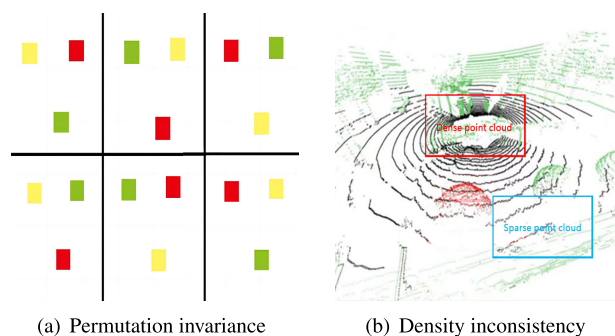 Dense point cloud
Sparse point cloud
(a) Permutation invariance
(b) Density inconsistency